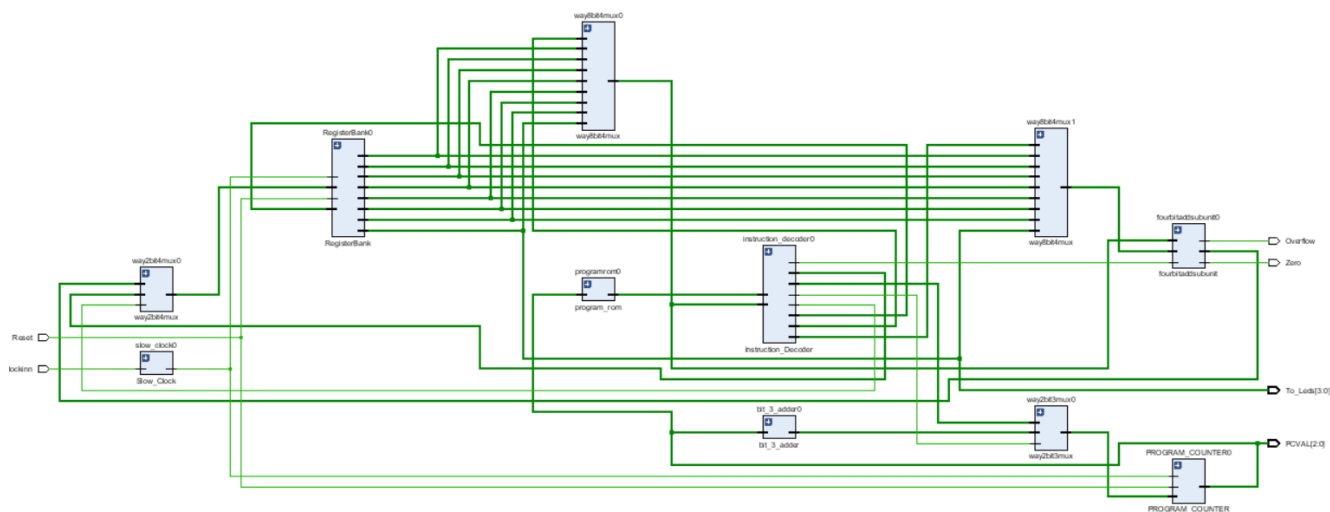 way8bit4mux0
way8bit4mux
RegisterBank0
RegisterBank
way8bit4mux1
way8bit4mux
fourbitaddsubunit0
fourbitaddsubunit
Overflow
Zero
instruction_decoder0
Instruction_Decoder
programrom0
program_rom
way2bit4mux0
way2bit4mux
Reset
slow_clock0
Slow_Clock
lockinn
To_Leds[3:0]
bit_3_adder0
bit_3_adder
way2bit3mux0
way2bit3mux
PCVAL[2:0]
PROGRAM_COUNTER0
PROGRAM_COUNTER